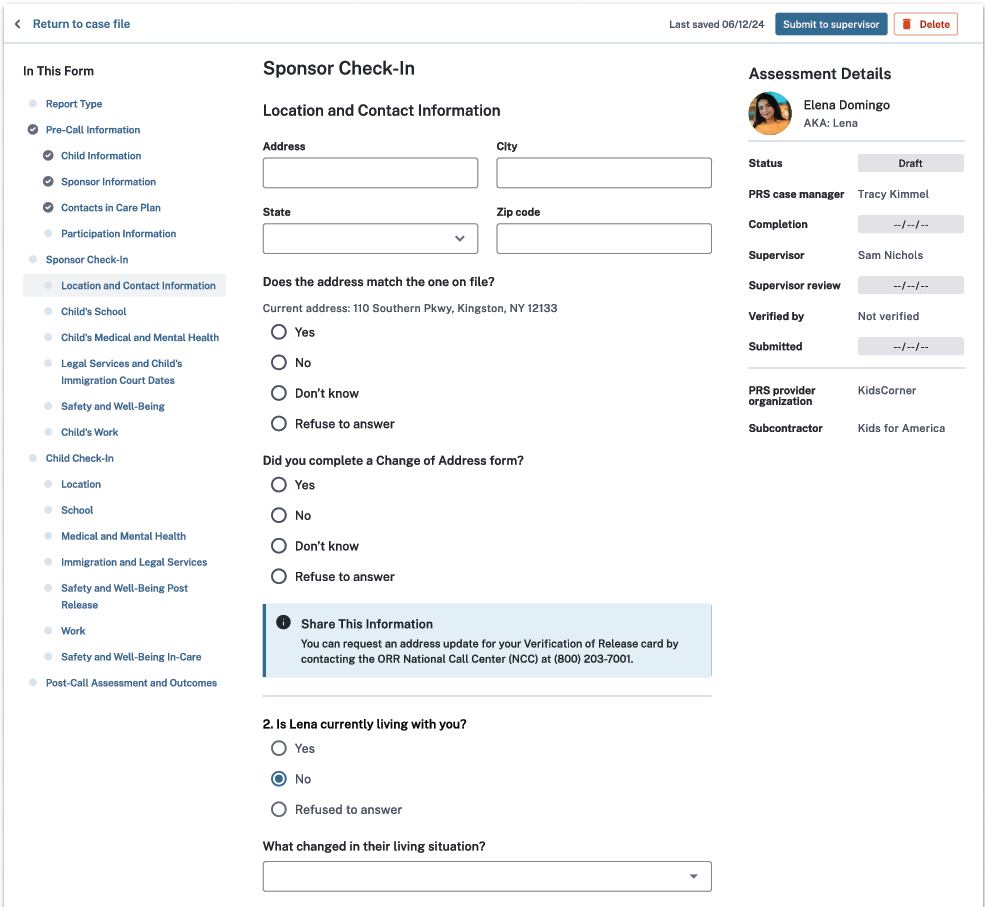 Return to case file
Last saved 06/12/24
Submit to supervisor
Delete
In This Form
Report Type
Pre-Call Information
Child Information
Sponsor Information
Contacts in Care Plan
Participation Information
Sponsor Check-In
Location and Contact Information
Child's School
Child's Medical and Mental Health
Legal Services and Child's
Immigration Court Dates
Safety and Well-Being
Child's Work
Child Check-In
Location
School
Medical and Mental Health
Immigration and Legal Services
Safety and Well-Being Post
Release
Work
Safety and Well-Being In-Care
Post-Call Assessment and Outcomes
Sponsor Check-In
Location and Contact Information
Address
City
State
Zip code
Does the address match the one on file?
Current address: 110 Southern Pkwy, Kingston, NY 12133
Yes
No
Don't know
Refuse to answer
Did you complete a Change of Address form?
Yes
No
Don't know
Refuse to answer
Share This Information
You can request an address update for your Verification of Release card by
contacting the ORR National Call Center (NCC) at (800) 203-7001.
2. Is Lena currently living with you?
Yes
No
Refused to answer
What changed in their living situation?
Assessment Details
Elena Domingo
AKA: Lena
Status Draft
PRS case manager Tracy Kimmel
Completion --/--/--
Supervisor Sam Nichols
Supervisor review --/--/--
Verified by Not verified
Submitted --/--/--
PRS provider
organization
KidsCorner
Subcontractor Kids for America